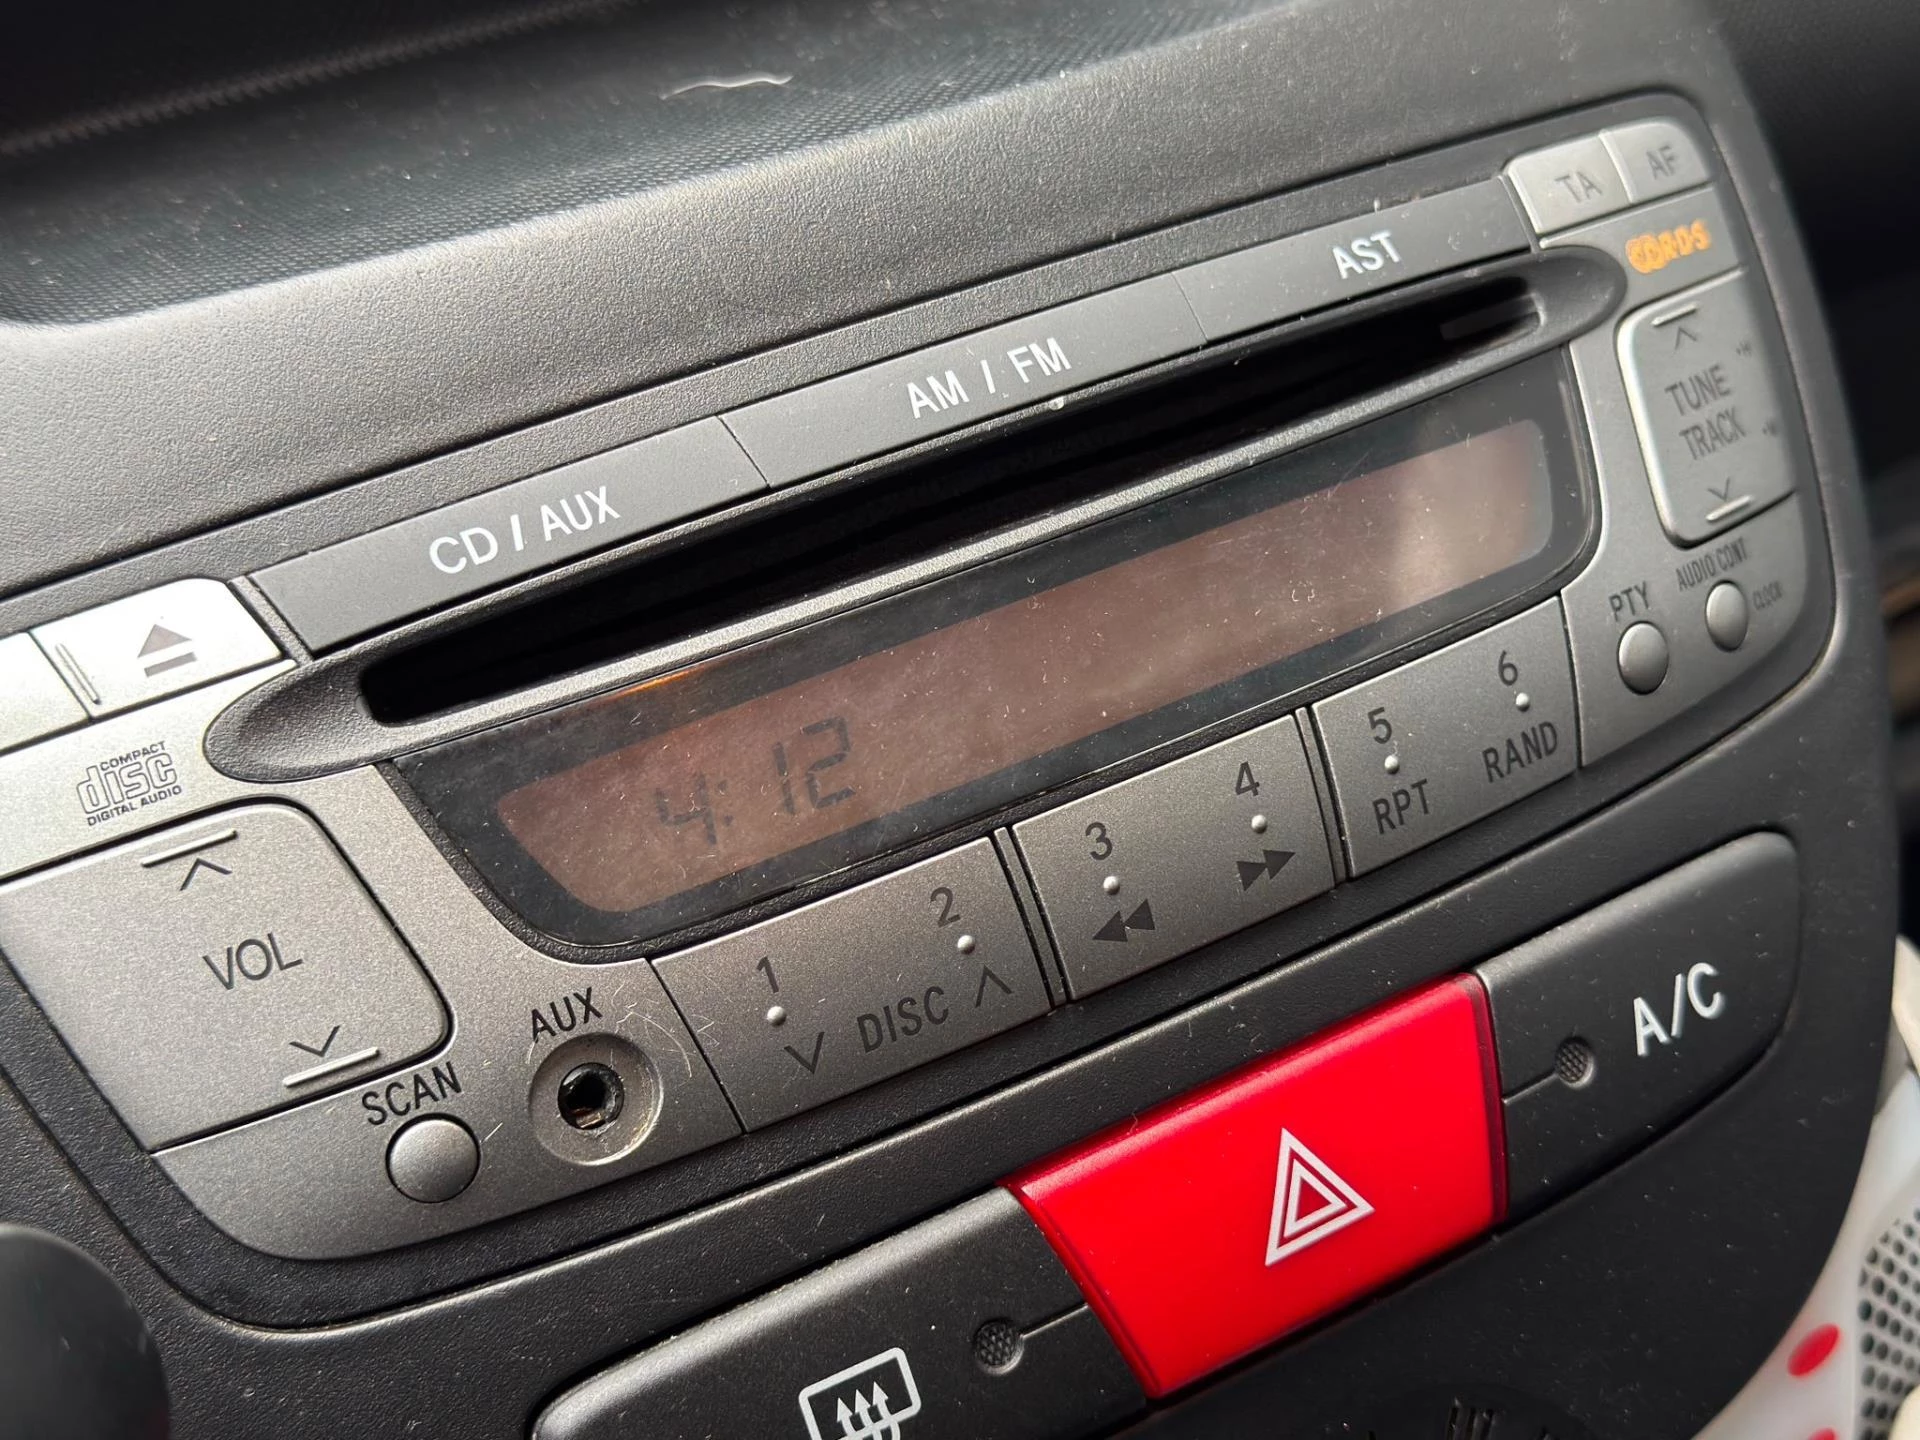 TA
AF
AST
RDS
AM / FM
CD / AUX
TUNE
TRACK
4:12
COMPACT
disc
DIGITAL AUDIO
VOL
PTY
AUDIO CONT
CLOCK
6
RAND
5
RPT
4
3
2
1
DISC
AUX
SCAN
A/C